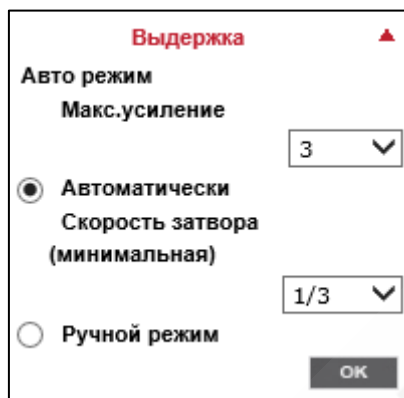 Выдержка
Авто режим
Макс.усиление
3
Автоматически
Скорость затвора
(минимальная)
1/3
Ручной режим
OK